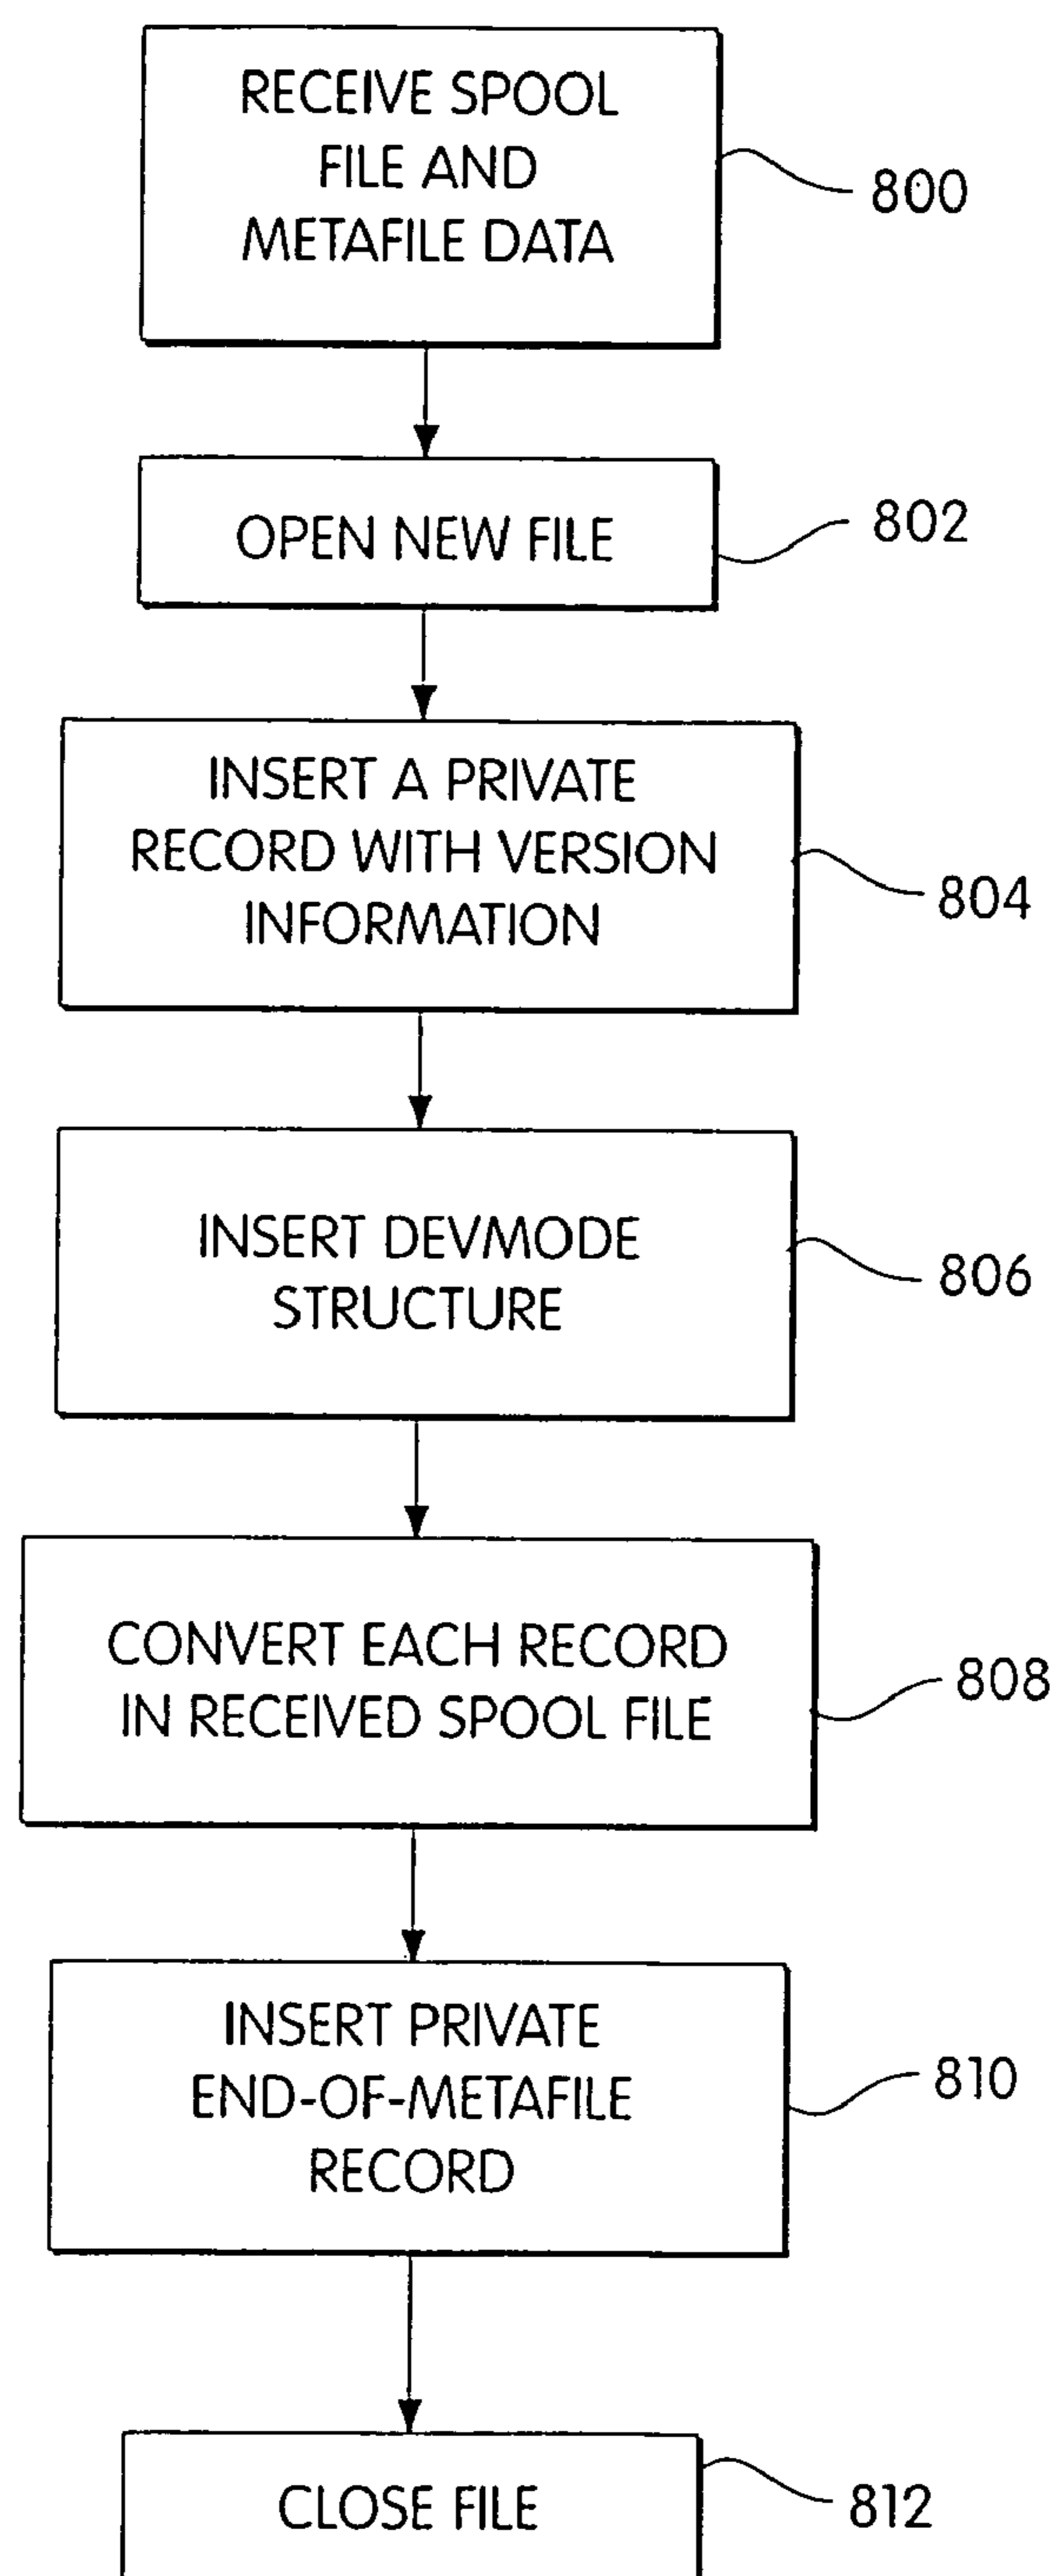 RECEIVE SPOOL
FILE AND
METAFILE DATA
800
OPEN NEW FILE
802
INSERT A PRIVATE
RECORD WITH VERSION
INFORMATION
804
INSERT DEVMODE
STRUCTURE
806
CONVERT EACH RECORD
IN RECEIVED SPOOL FILE
808
INSERT PRIVATE
END-OF-METAFILE
RECORD
810
CLOSE FILE
812